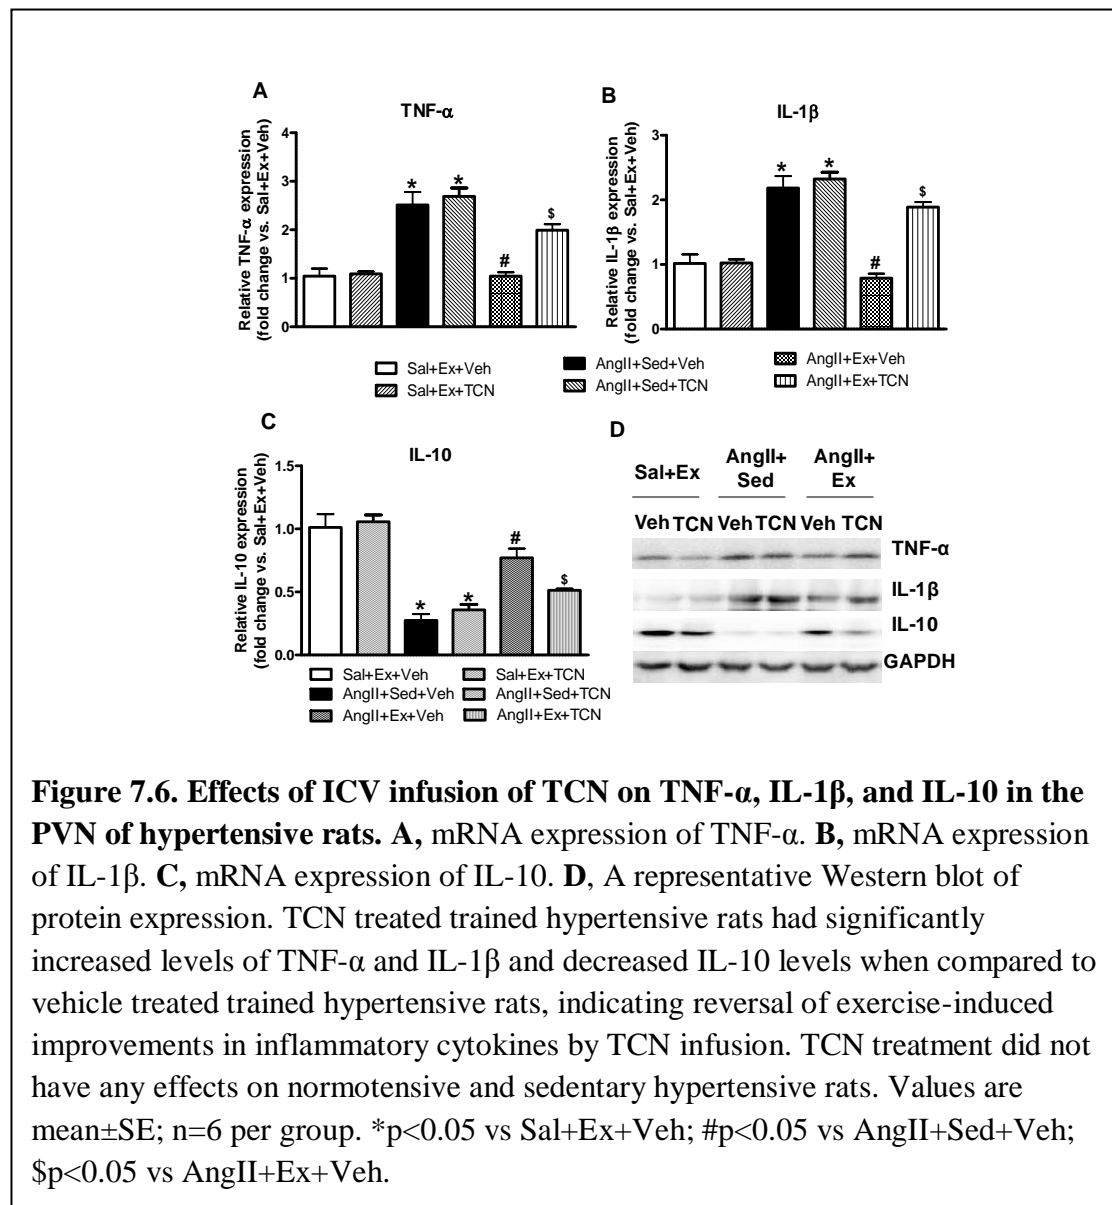 A
TNF-α
Relative TNF-α expression
(fold change vs. Sal+Ex+Veh)
4
3
2
1
0
*
*
#
$
B
IL-1β
Relative IL-1β expression
(fold change vs. Sal+Ex+Veh)
3
2
1
0
*
*
#
$
Sal+Ex+Veh
Sal+Ex+TCN
AngII+Sed+Veh
AngII+Sed+TCN
AngII+Ex+Veh
AngII+Ex+TCN
C
IL-10
Relative IL-10 expression
(fold change vs. Sal+Ex+Veh)
1.5
1.0
0.5
0.0
*
*
#
$
Sal+Ex+Veh
Sal+Ex+TCN
AngII+Sed+Veh
AngII+Sed+TCN
AngII+Ex+Veh
AngII+Ex+TCN
D
Sal+Ex
AngII+
Sed
AngII+
Ex
Veh TCN Veh TCN Veh TCN
TNF-α
IL-1β
IL-10
GAPDH
Figure 7.6. Effects of ICV infusion of TCN on TNF-α, IL-1β, and IL-10 in the
PVN of hypertensive rats. A, mRNA expression of TNF-α. B, mRNA expression
of IL-1β. C, mRNA expression of IL-10. D, A representative Western blot of
protein expression. TCN treated trained hypertensive rats had significantly
increased levels of TNF-α and IL-1β and decreased IL-10 levels when compared to
vehicle treated trained hypertensive rats, indicating reversal of exercise-induced
improvements in inflammatory cytokines by TCN infusion. TCN treatment did not
have any effects on normotensive and sedentary hypertensive rats. Values are
mean±SE; n=6 per group. *p<0.05 vs Sal+Ex+Veh; #p<0.05 vs AngII+Sed+Veh;
$p<0.05 vs AngII+Ex+Veh.